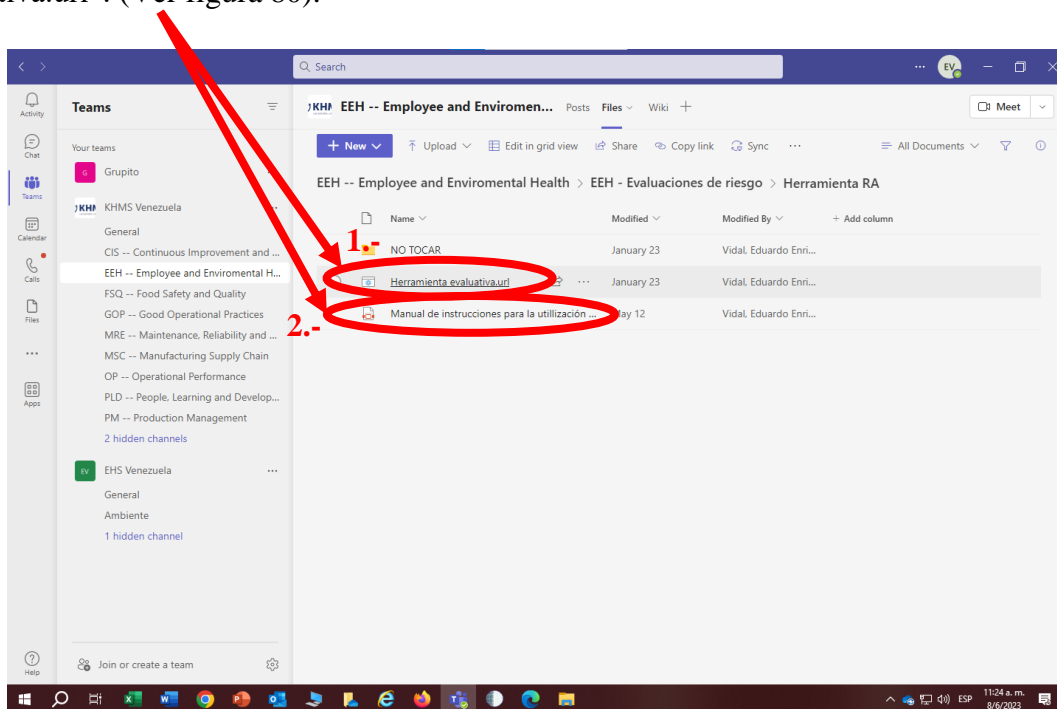 Search
EV
Activity
Chat
Teams
Calendar
Calls
Files
Apps
Help
Teams
Your teams
G Grupito
KHMS Venezuela
General
CIS -- Continuous Improvement and ...
EEH -- Employee and Enviromental H...
FSQ -- Food Safety and Quality
GOP -- Good Operational Practices
MRE -- Maintenance, Reliability and ...
MSC -- Manufacturing Supply Chain
OP -- Operational Performance
PLD -- People, Learning and Develop...
PM -- Production Management
2 hidden channels
EV EHS Venezuela
General
Ambiente
1 hidden channel
Join or create a team
EEH -- Employee and Enviromen... Posts Files Wiki
Meet
New Upload Edit in grid view Share Copy link Sync ... All Documents
EEH -- Employee and Enviromental Health > EEH - Evaluaciones de riesgo > Herramienta RA
Name Modified Modified By + Add column
1.-
NO TOCAR January 23 Vidal, Eduardo Enri...
Herramienta evaluativa.url ... January 23 Vidal, Eduardo Enri...
2.-
Manual de instrucciones para la utillización ... May 12 Vidal, Eduardo Enri...
ESP
11:24 a. m.
8/6/2023